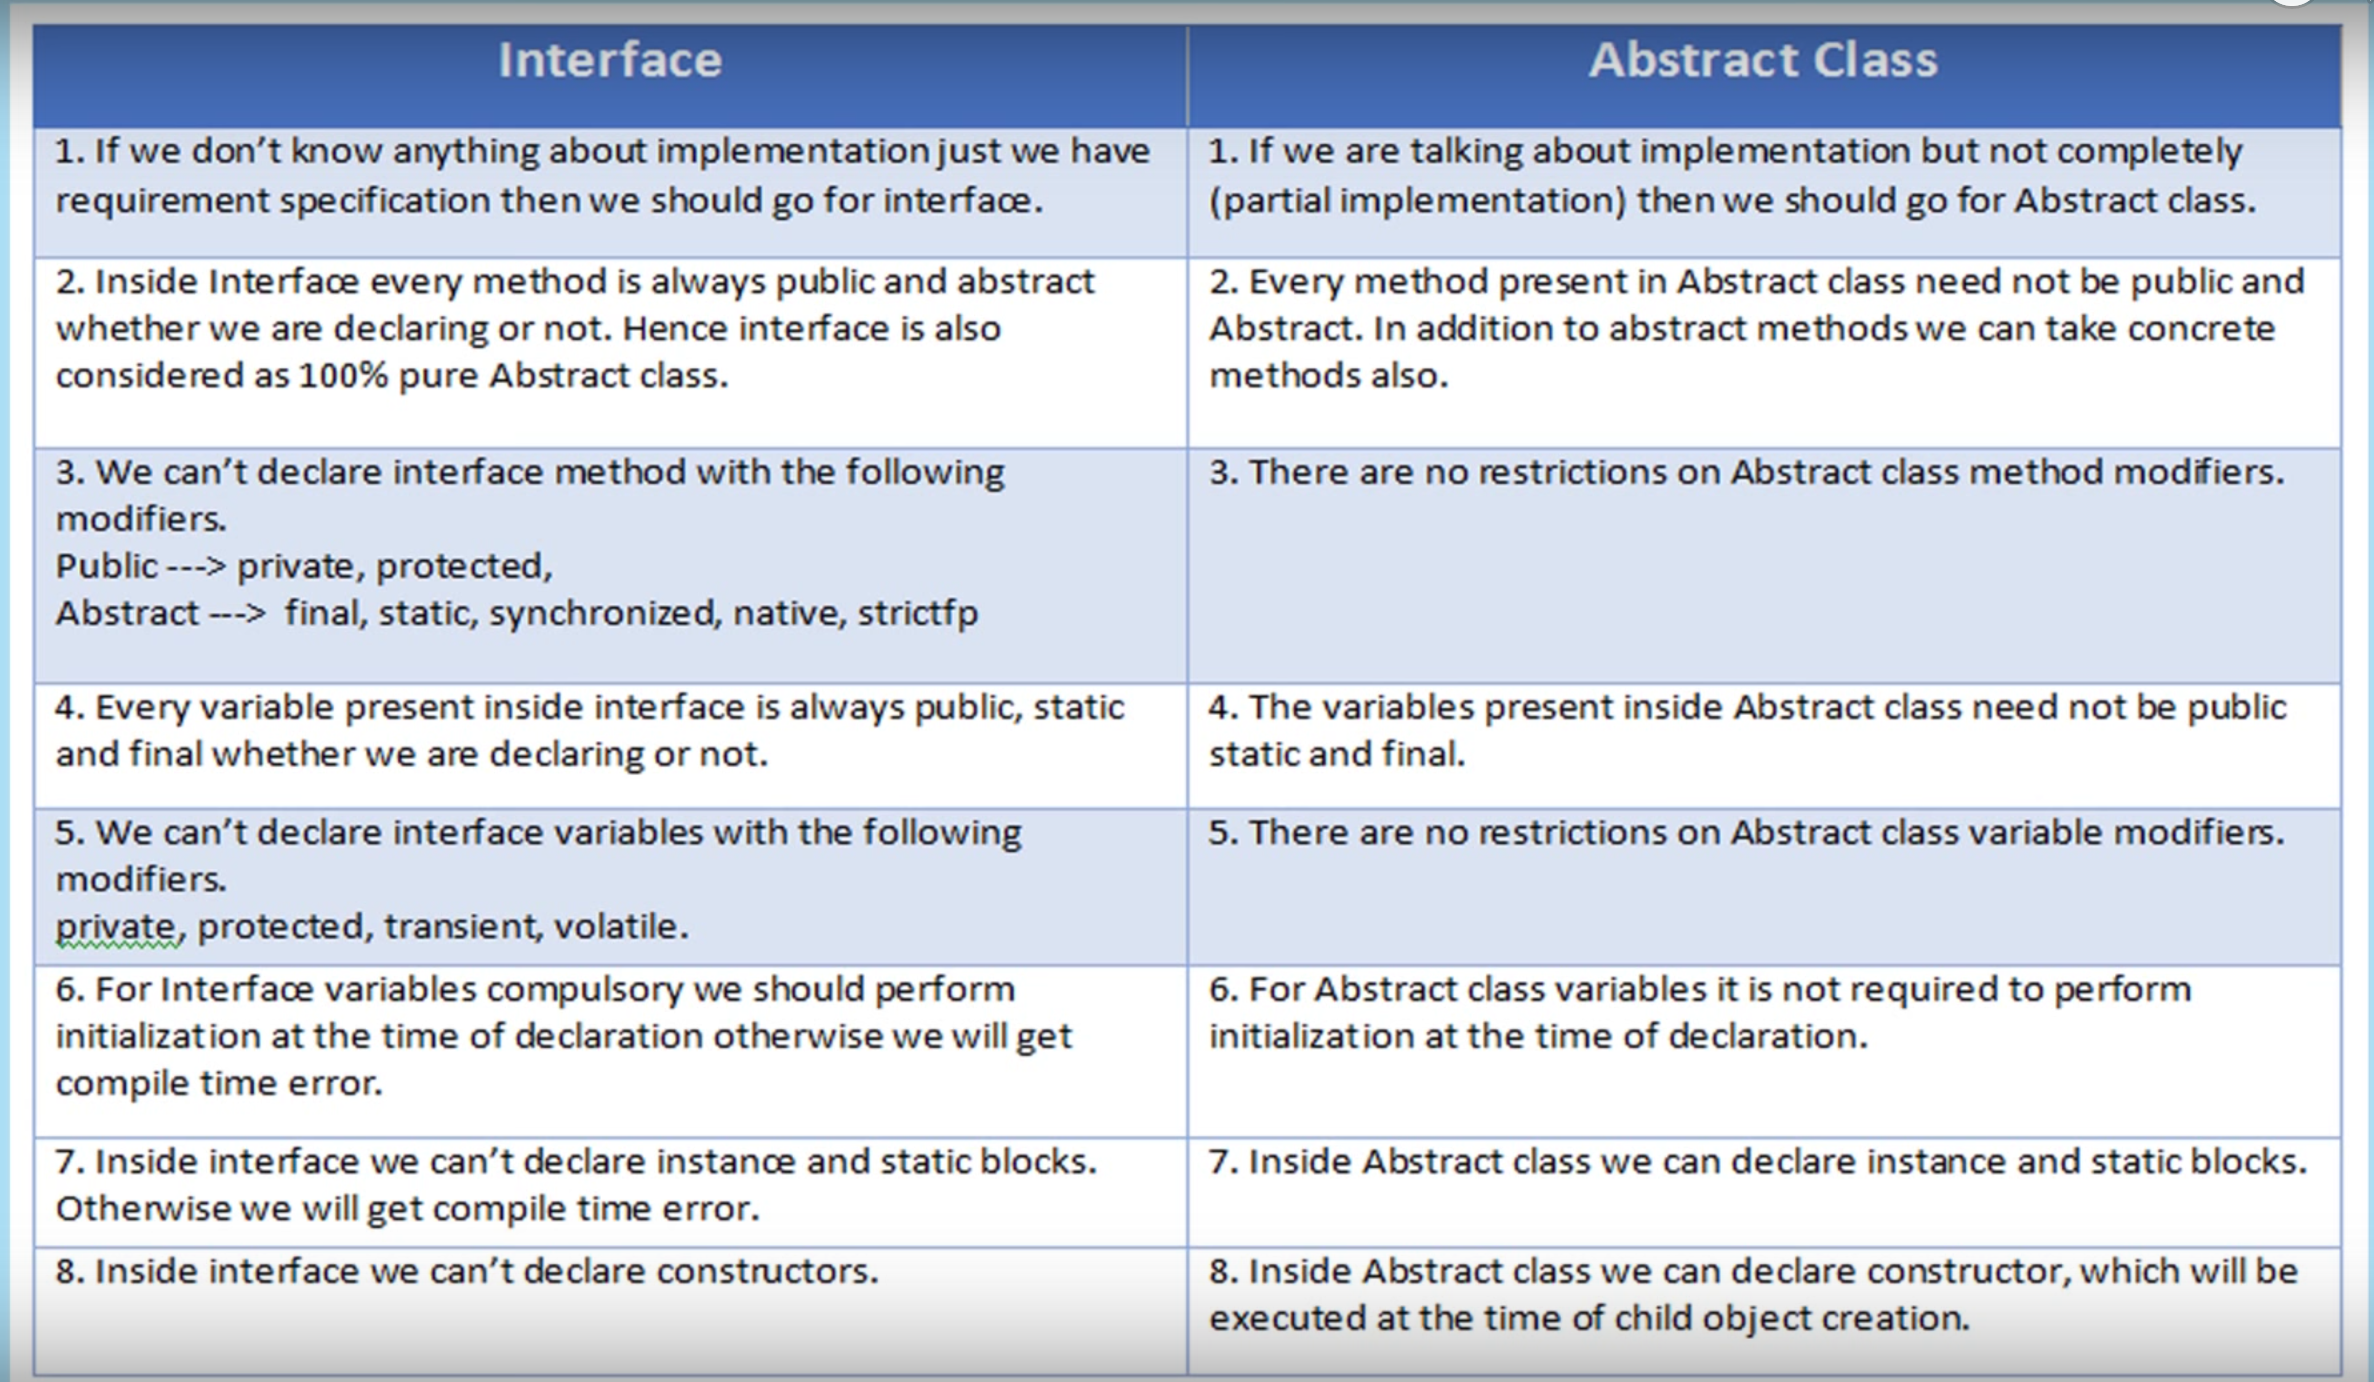 Interface
Abstract Class
1. If we don't know anything about implementation just we have
requirement specification then we should go for interface.
1. If we are talking about implementation but not completely
(partial implementation) then we should go for Abstract class.
2. Inside Interface every method is always public and abstract
whether we are declaring or not. Hence interface is also
considered as 100% pure Abstract class.
2. Every method present in Abstract class need not be public and
Abstract. In addition to abstract methods we can take concrete
methods also.
3. We can't declare interface method with the following
modifiers.
Public ---> private, protected,
Abstract ---> final, static, synchronized, native, strictfp
3. There are no restrictions on Abstract class method modifiers.
4. Every variable present inside interface is always public, static
and final whether we are declaring or not.
4. The variables present inside Abstract class need not be public
static and final.
5. We can't declare interface variables with the following
modifiers.
private, protected, transient, volatile.
5. There are no restrictions on Abstract class variable modifiers.
6. For Interface variables compulsory we should perform
initialization at the time of declaration otherwise we will get
compile time error.
6. For Abstract class variables it is not required to perform
initialization at the time of declaration.
7. Inside interface we can't declare instance and static blocks.
Otherwise we will get compile time error.
7. Inside Abstract class we can declare instance and static blocks.
8. Inside interface we can't declare constructors.
8. Inside Abstract class we can declare constructor, which will be
executed at the time of child object creation.